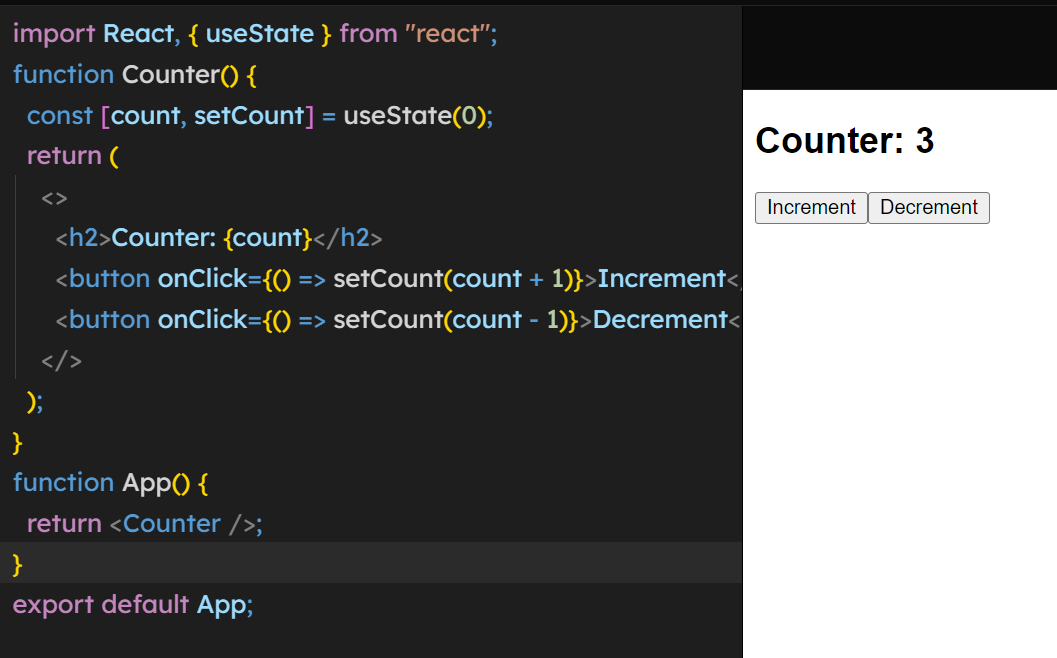 import React, { useState } from "react";
function Counter() {
const [count, setCount] = useState(0);
return (
<>
<h2>Counter: {count}</h2>
<button onClick={() => setCount(count + 1)}>Increment</
<button onClick={() => setCount(count - 1)}>Decrement<
</>
);
}
function App() {
return <Counter />;
}
export default App;
Counter: 3
Increment Decrement